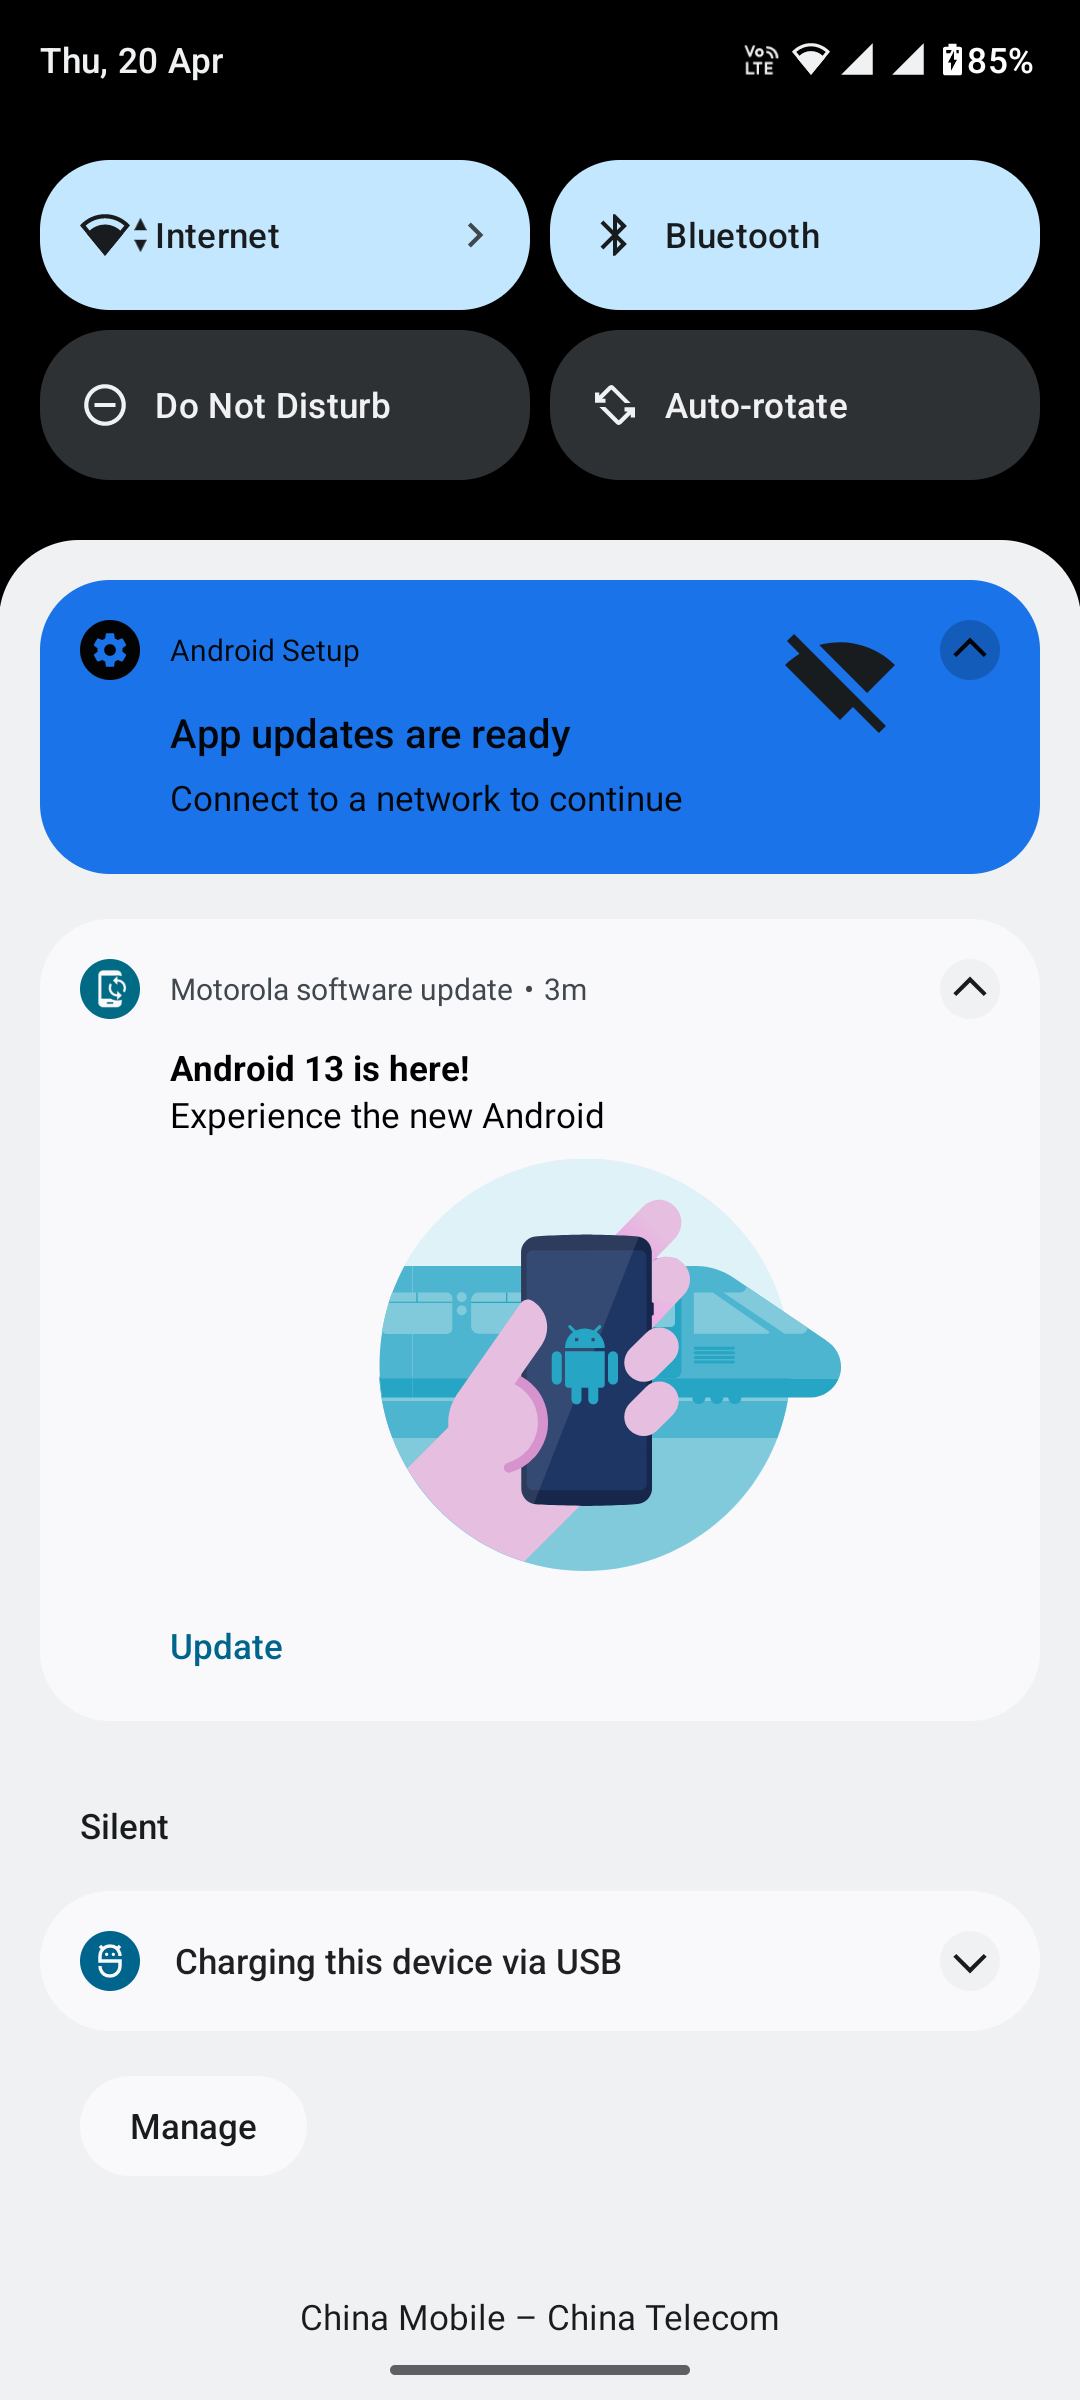 Thu, 20 Apr
Vo LTE
85%
Internet
Bluetooth
Do Not Disturb
Auto-rotate
Android Setup
App updates are ready
Connect to a network to continue
Motorola software update • 3m
Android 13 is here!
Experience the new Android
Update
Silent
Charging this device via USB
Manage
China Mobile – China Telecom